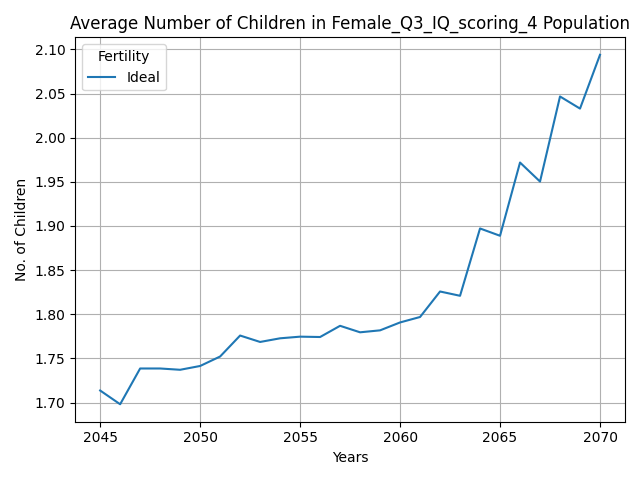 Average Number of Children in Female_Q3_IQ_scoring_4 Population
Fertility
Ideal
No. of Children
2.10
2.05
2.00
1.95
1.90
1.85
1.80
1.75
1.70
2045 2050 2055 2060 2065 2070
Years